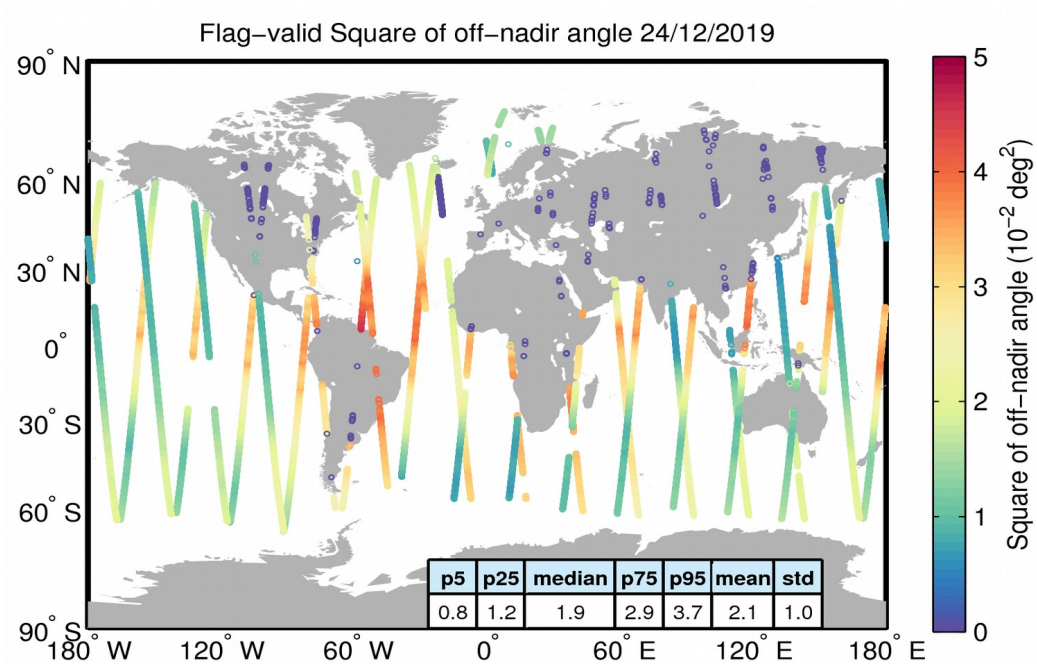 Flag−valid Square of off−nadir angle 24/12/2019
90° N
60° N
30° N
0°
30° S
60° S
90° S
180° W
120° W
60° W
0°
60° E
120° E
180° E
p5 p25 median p75 p95 mean std
0.8 1.2 1.9 2.9 3.7 2.1 1.0
5
4
3
2
1
0
Square of off−nadir angle (10⁻² deg²)